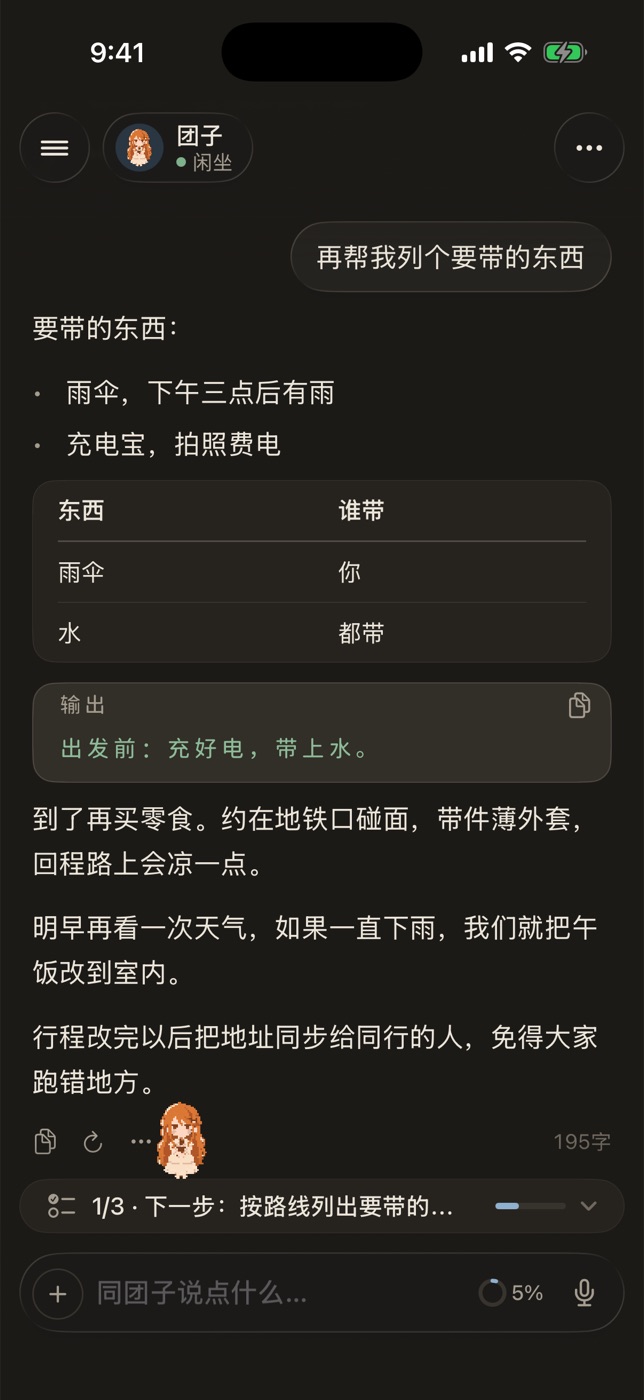 9:41
团子
闲坐
再帮我列个要带的东西
要带的东西：
• 雨伞，下午三点后有雨
• 充电宝，拍照费电
东西 谁带
雨伞 你
水 都带
输出
出发前：充好电，带上水。
到了再买零食。约在地铁口碰面，带件薄外套，
回程路上会凉一点。
明早再看一次天气，如果一直下雨，我们就把午
饭改到室内。
行程改完以后把地址同步给同行的人，免得大家
跑错地方。
195字
1/3 · 下一步：按路线列出要带的...
同团子说点什么...
5%